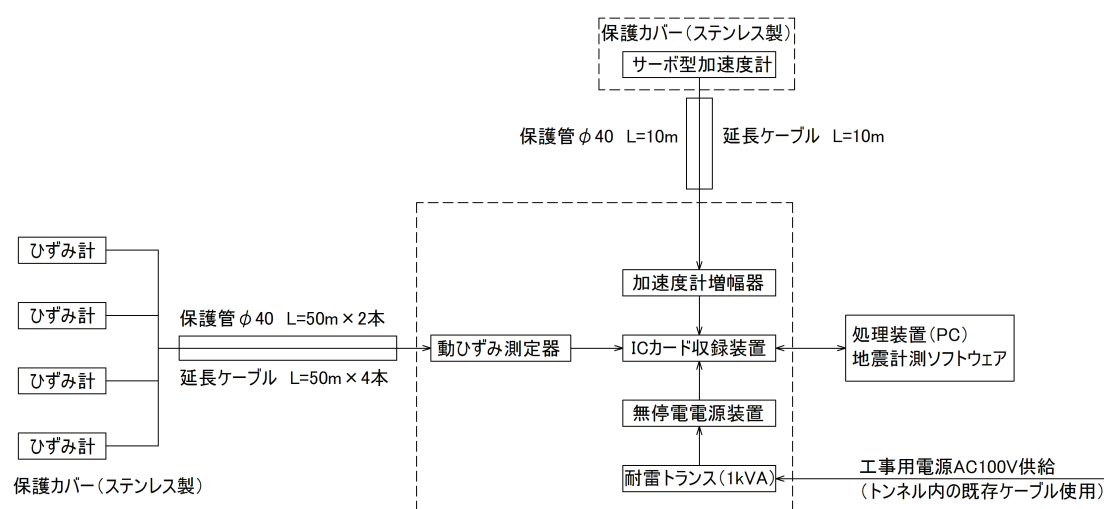 保護カバー(ステンレス製)
サーボ型加速度計
保護管φ40 L=10m
延長ケーブル L=10m
ひずみ計
ひずみ計
ひずみ計
ひずみ計
保護カバー(ステンレス製)
保護管φ40 L=50m×2本
延長ケーブル L=50m×4本
加速度計増幅器
動ひずみ測定器
ICカード収録装置
処理装置(PC)
地震計測ソフトウェア
無停電電源装置
耐雷トランス(1kVA)
工事用電源AC100V供給
(トンネル内の既存ケーブル使用)